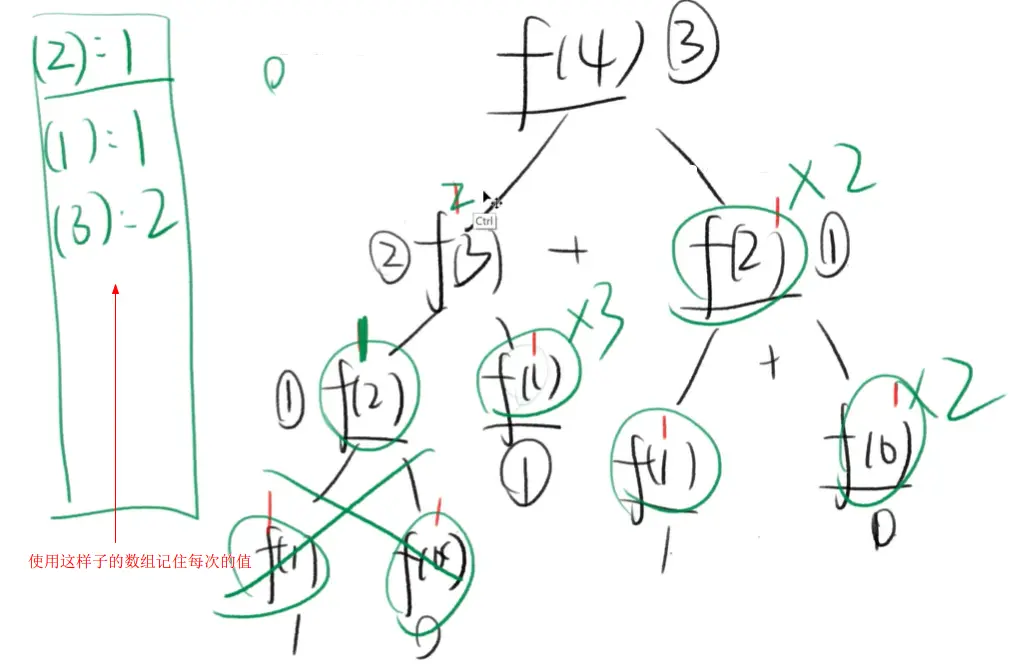 (2):1
0
f(4) ③
(1):1
×2
(3):2
2
② f(3) + f(2) ①
×3
① f(2) f(1) + ×2
①
f(1) f(0)
1 0
f(1)
1 0
Ctrl
使用这样子的数组记住每次的值